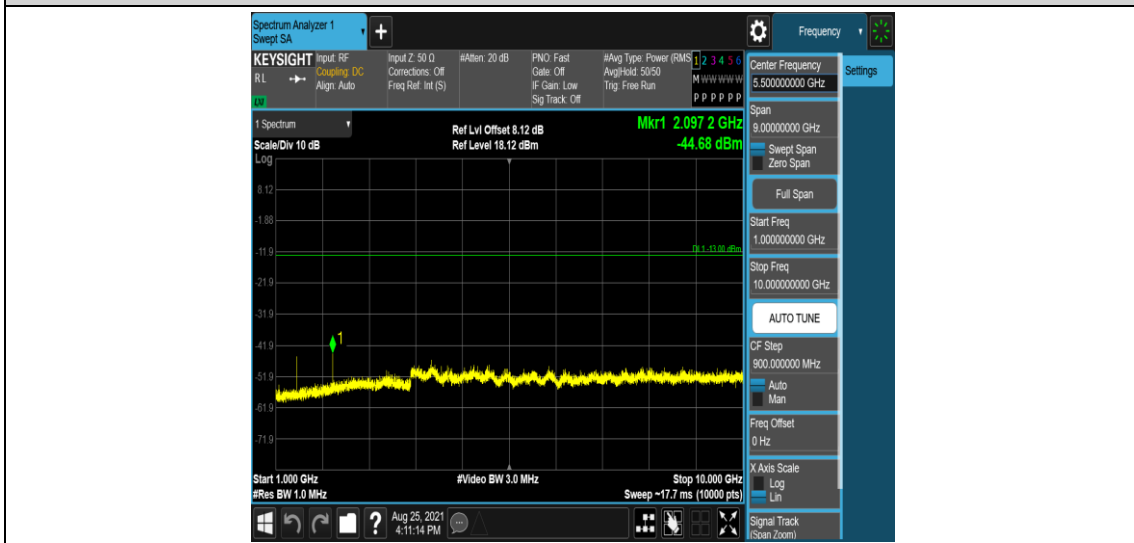 Spectrum Analyzer 1
Swept SA
Frequency
KEYSIGHT
RL
Input: RF
Coupling: DC
Align: Auto
Input Z: 50 Ω
Corrections: Off
Freq Ref: Int (S)
#Atten: 20 dB
PNO: Fast
Gate: Off
IF Gain: Low
Sig Track: Off
#Avg Type: Power (RMS
Avg|Hold: 50/50
Trig: Free Run
1 2 3 4 5 6
M W W W W W
P P P P P P
1 Spectrum
Scale/Div 10 dB
Log
Ref Lvl Offset 8.12 dB
Ref Level 18.12 dBm
Mkr1 2.097 2 GHz
-44.68 dBm
8.12
-1.88
-11.9
-21.9
-31.9
-41.9
-51.9
-61.9
-71.9
DL1 -13.00 dBm
1
Start 1.000 GHz
#Res BW 1.0 MHz
#Video BW 3.0 MHz
Stop 10.000 GHz
Sweep ~17.7 ms (10000 pts)
Aug 25, 2021
4:11:14 PM
Center Frequency
5.500000000 GHz
Settings
Span
9.00000000 GHz
Swept Span
Zero Span
Full Span
Start Freq
1.000000000 GHz
Stop Freq
10.000000000 GHz
AUTO TUNE
CF Step
900.000000 MHz
Auto
Man
Freq Offset
0 Hz
X Axis Scale
Log
Lin
Signal Track
(Span Zoom)